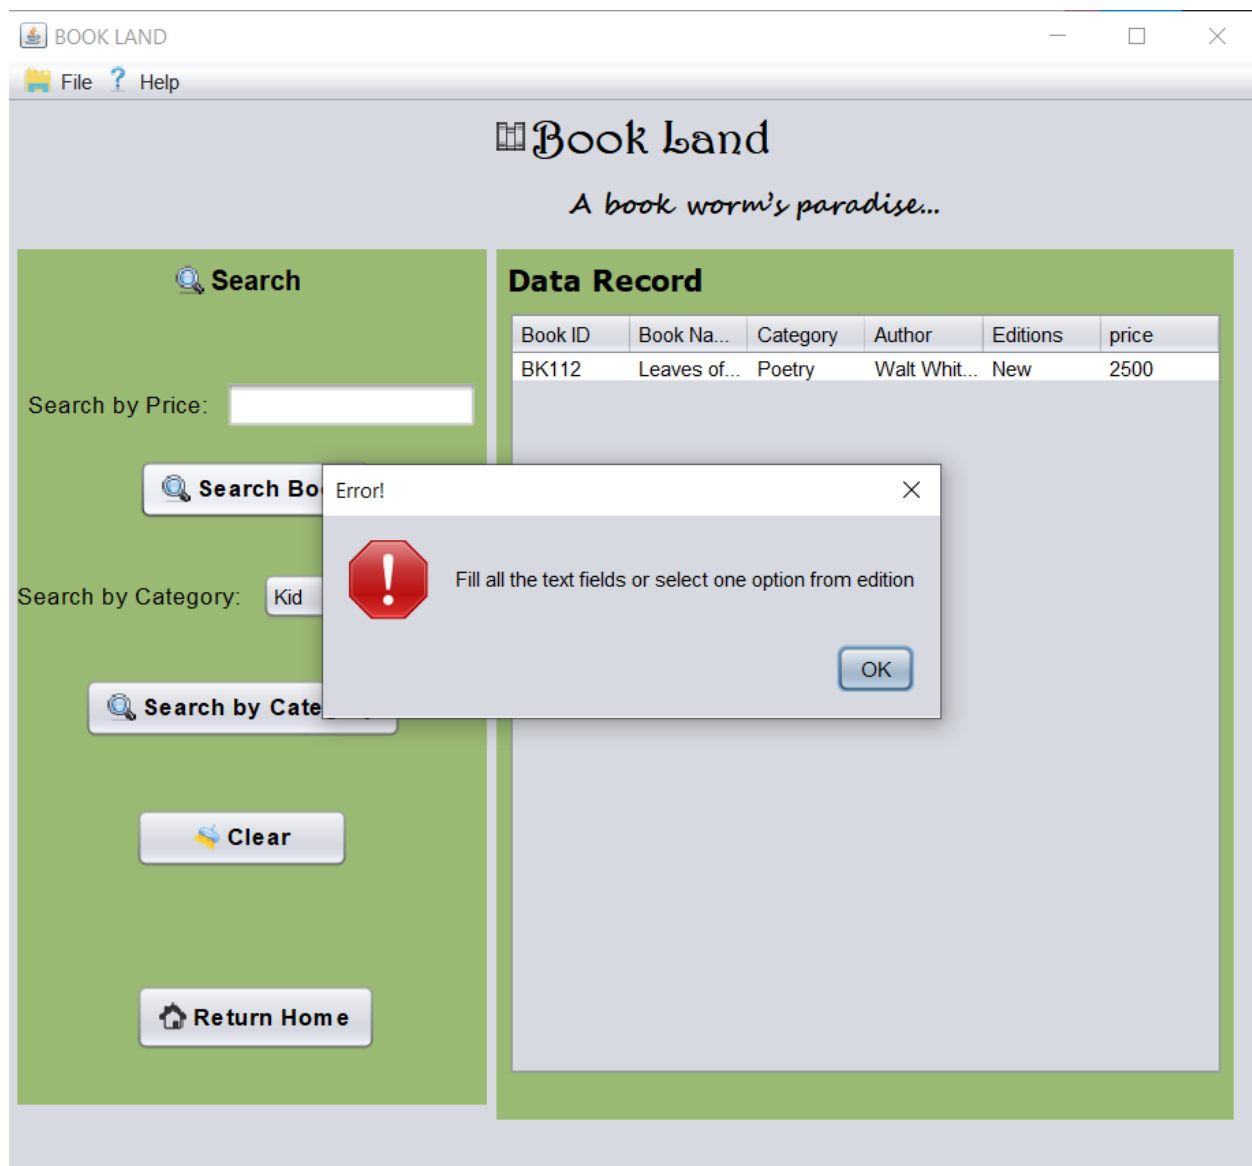 BOOK LAND
File Help
Book Land
A book worm's paradise...
Search
Search by Price:
Search Bo
Search by Category: Kid
Search by Cate
Clear
Return Home
Data Record
Book ID Book Na... Category Author Editions price
BK112 Leaves of... Poetry Walt Whit... New 2500
Error!
Fill all the text fields or select one option from edition
OK